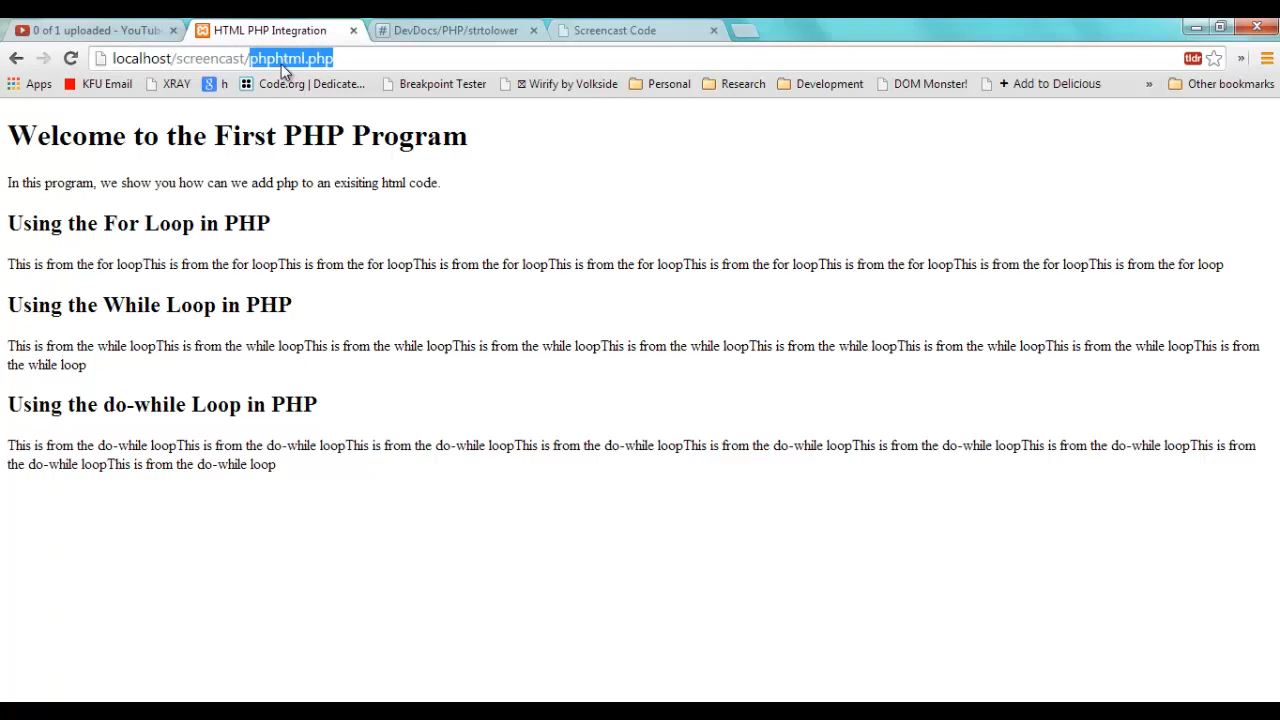 0 of 1 uploaded - YouTub
HTML PHP Integration
DevDocs/PHP/strtolower
Screencast Code
localhost/screencast/phphtml.php
tldr
»
Apps
KFU Email
XRAY
h
Code.org | Dedicate...
Breakpoint Tester
Wirify by Volkside
Personal
Research
Development
DOM Monster!
+ Add to Delicious
»
Other bookmarks
Welcome to the First PHP Program
In this program, we show you how can we add php to an exisiting html code.
Using the For Loop in PHP
This is from the for loopThis is from the for loopThis is from the for loopThis is from the for loopThis is from the for loopThis is from the for loopThis is from the for loopThis is from the for loopThis is from the for loop
Using the While Loop in PHP
This is from the while loopThis is from the while loopThis is from the while loopThis is from the while loopThis is from the while loopThis is from the while loopThis is from the while loopThis is from the while loopThis is from
the while loop
Using the do-while Loop in PHP
This is from the do-while loopThis is from the do-while loopThis is from the do-while loopThis is from the do-while loopThis is from the do-while loopThis is from the do-while loopThis is from the do-while loopThis is from
the do-while loopThis is from the do-while loop